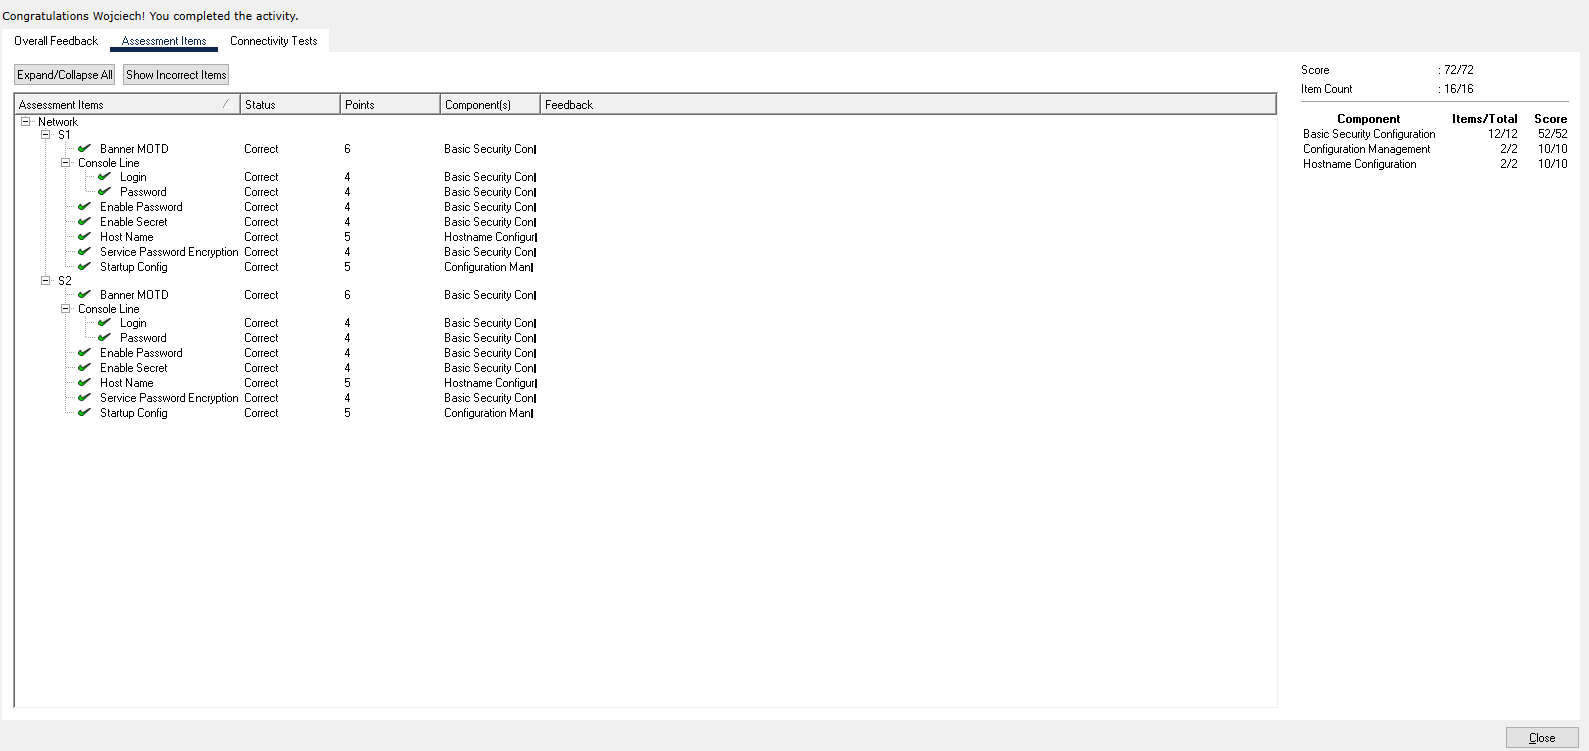 Congratulations Wojciech! You completed the activity.
Overall Feedback Assessment Items Connectivity Tests
Expand/Collapse All Show Incorrect Items
Assessment Items Status Points Component(s) Feedback
Network
S1
Banner MOTD Correct 6 Basic Security Con
Console Line
Login Correct 4 Basic Security Con
Password Correct 4 Basic Security Con
Enable Password Correct 4 Basic Security Con
Enable Secret Correct 4 Basic Security Con
Host Name Correct 5 Hostname Configur
Service Password Encryption Correct 4 Basic Security Con
Startup Config Correct 5 Configuration Man
S2
Banner MOTD Correct 6 Basic Security Con
Console Line
Login Correct 4 Basic Security Con
Password Correct 4 Basic Security Con
Enable Password Correct 4 Basic Security Con
Enable Secret Correct 4 Basic Security Con
Host Name Correct 5 Hostname Configur
Service Password Encryption Correct 4 Basic Security Con
Startup Config Correct 5 Configuration Man
Score : 72/72
Item Count : 16/16
Component Items/Total Score
Basic Security Configuration 12/12 52/52
Configuration Management 2/2 10/10
Hostname Configuration 2/2 10/10
Close